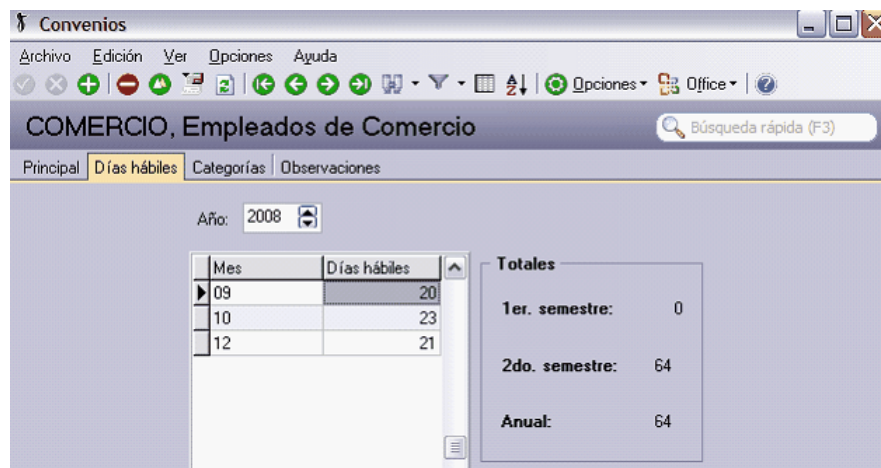 Convenios
Archivo Edición Ver Opciones Ayuda
Opciones Office
COMERCIO, Empleados de Comercio
Búsqueda rápida (F3)
Principal Días hábiles Categorías Observaciones
Año: 2008
Mes Días hábiles
09 20
10 23
12 21
Totales
1er. semestre: 0
2do. semestre: 64
Anual: 64